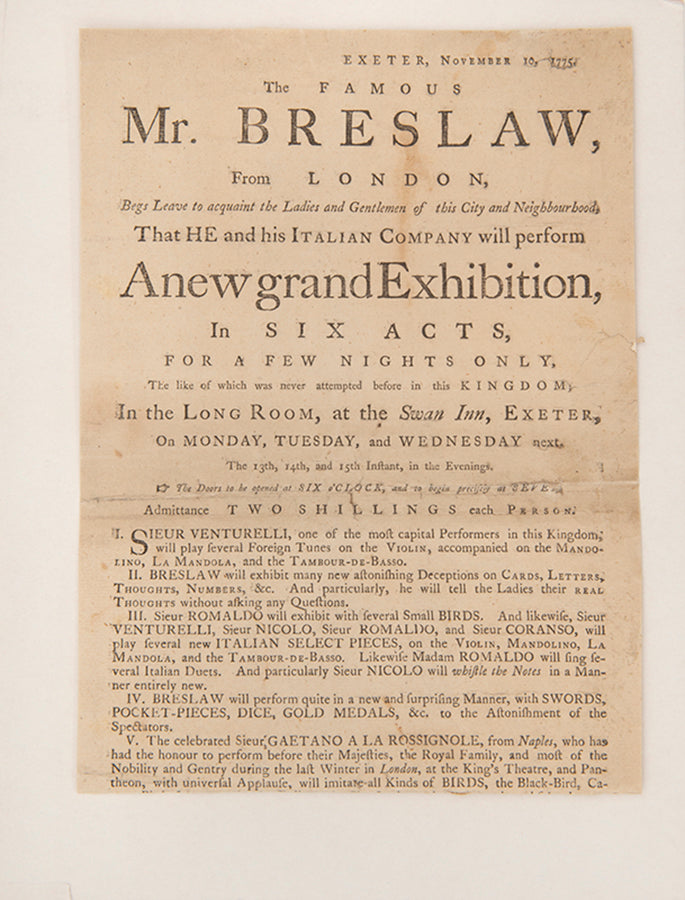 EXETER, November 10, 1775.
The FAMOUS
Mr. BRESLAW,
From LONDON,
Begs Leave to acquaint the Ladies and Gentlemen of this City and Neighbourhood,
That HE and his Italian Company will perform
A new grand Exhibition,
In SIX ACTS,
FOR A FEW NIGHTS ONLY,
The like of which was never attempted before in this KINGDOM,
In the Long Room, at the Swan Inn, Exeter,
On MONDAY, TUESDAY, and WEDNESDAY next.
The 13th, 14th, and 15th Inſtant, in the Evenings.
☞ The Doors to be opened at SIX o'CLOCK, and to begin preciſely at SEVEN.
Admittance TWO SHILLINGS each Person.
I. SIEUR VENTURELLI, one of the moſt capital Performers in this Kingdom,
will play ſeveral Foreign Tunes on the Violin, accompanied on the Mando-
lino, La Mandola, and the Tambour-de-Basso.
II. BRESLAW will exhibit many new aſtoniſhing Deceptions on Cards, Letters,
Thoughts, Numbers, &c. And particularly, he will tell the Ladies their real
Thoughts without aſking any Queſtions.
III. Sieur ROMALDO will exhibit with ſeveral Small BIRDS. And likewiſe, Sieur
VENTURELLI, Sieur NICOLO, Sieur ROMALDO, and Sieur CORANSO, will
play ſeveral new ITALIAN SELECT PIECES, on the Violin, Mandolino, La
Mandola, and the Tambour-de-Basso. Likewiſe Madam ROMALDO will ſing ſe-
veral Italian Duets. And particularly Sieur NICOLO will whiſtle the Notes in a Man-
ner entirely new.
IV. BRESLAW will perform quite in a new and ſurpriſing Manner, with SWORDS,
POCKET-PIECES, DICE, GOLD MEDALS, &c. to the Aſtoniſhment of the
Spectators.
V. The celebrated Sieur GAETANO A LA ROSSIGNOLE, from Naples, who has
had the honour to perform before their Majeſties, the Royal Family, and moſt of the
Nobility and Gentry during the laſt Winter in London, at the King's Theatre, and Pan-
theon, with univerſal Applauſe, will imitate all Kinds of BIRDS, the Black-Bird, Ca-